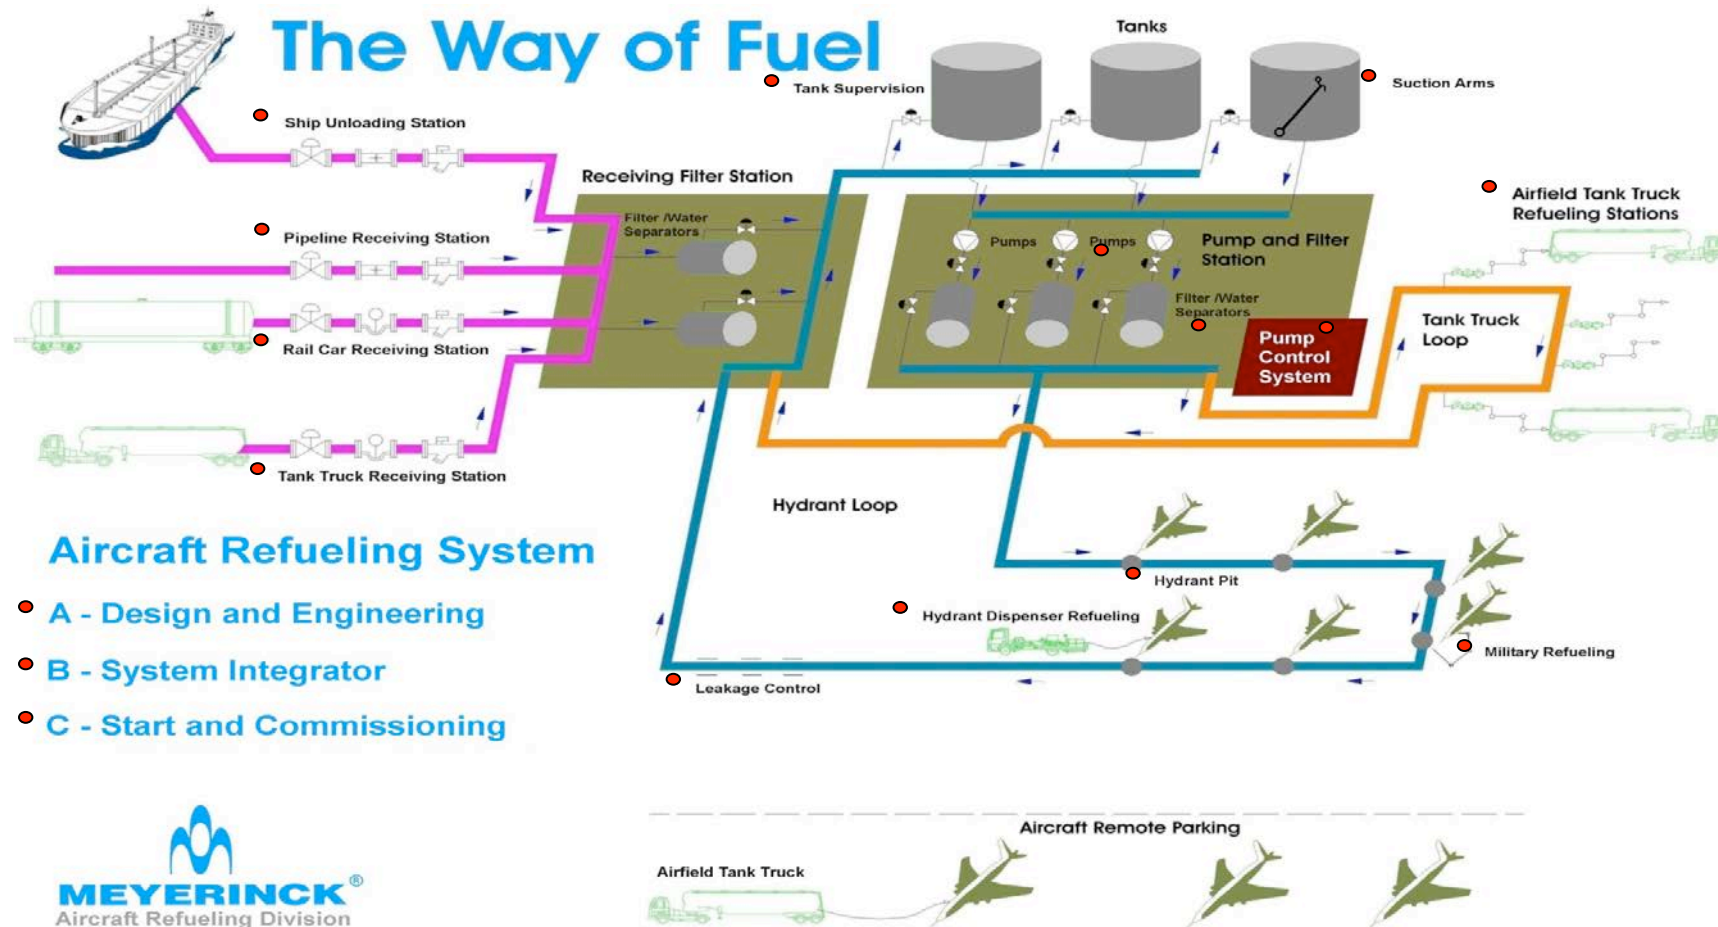 The Way of Fuel
Tanks
Tank Supervision
Suction Arms
Ship Unloading Station
Receiving Filter Station
Airfield Tank Truck
Refueling Stations
Filter /Water
Separators
Pipeline Receiving Station
Pumps
Pumps
Pump and Filter
Station
Filter /Water
Separators
Tank Truck
Loop
Pump
Control
System
Rail Car Receiving Station
Tank Truck Receiving Station
Hydrant Loop
Aircraft Refueling System
Hydrant Pit
A - Design and Engineering
Hydrant Dispenser Refueling
Military Refueling
B - System Integrator
Leakage Control
C - Start and Commissioning
Aircraft Remote Parking
Airfield Tank Truck
MEYERINCK®
Aircraft Refueling Division